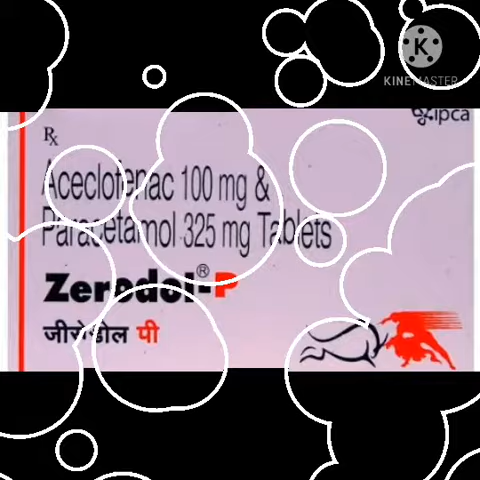 K
KINEMASTER
ipca
Rx
Aceclofenac 100 mg &
Paracetamol 325 mg Tablets
Zerodol®-P
जीरोडोल पी